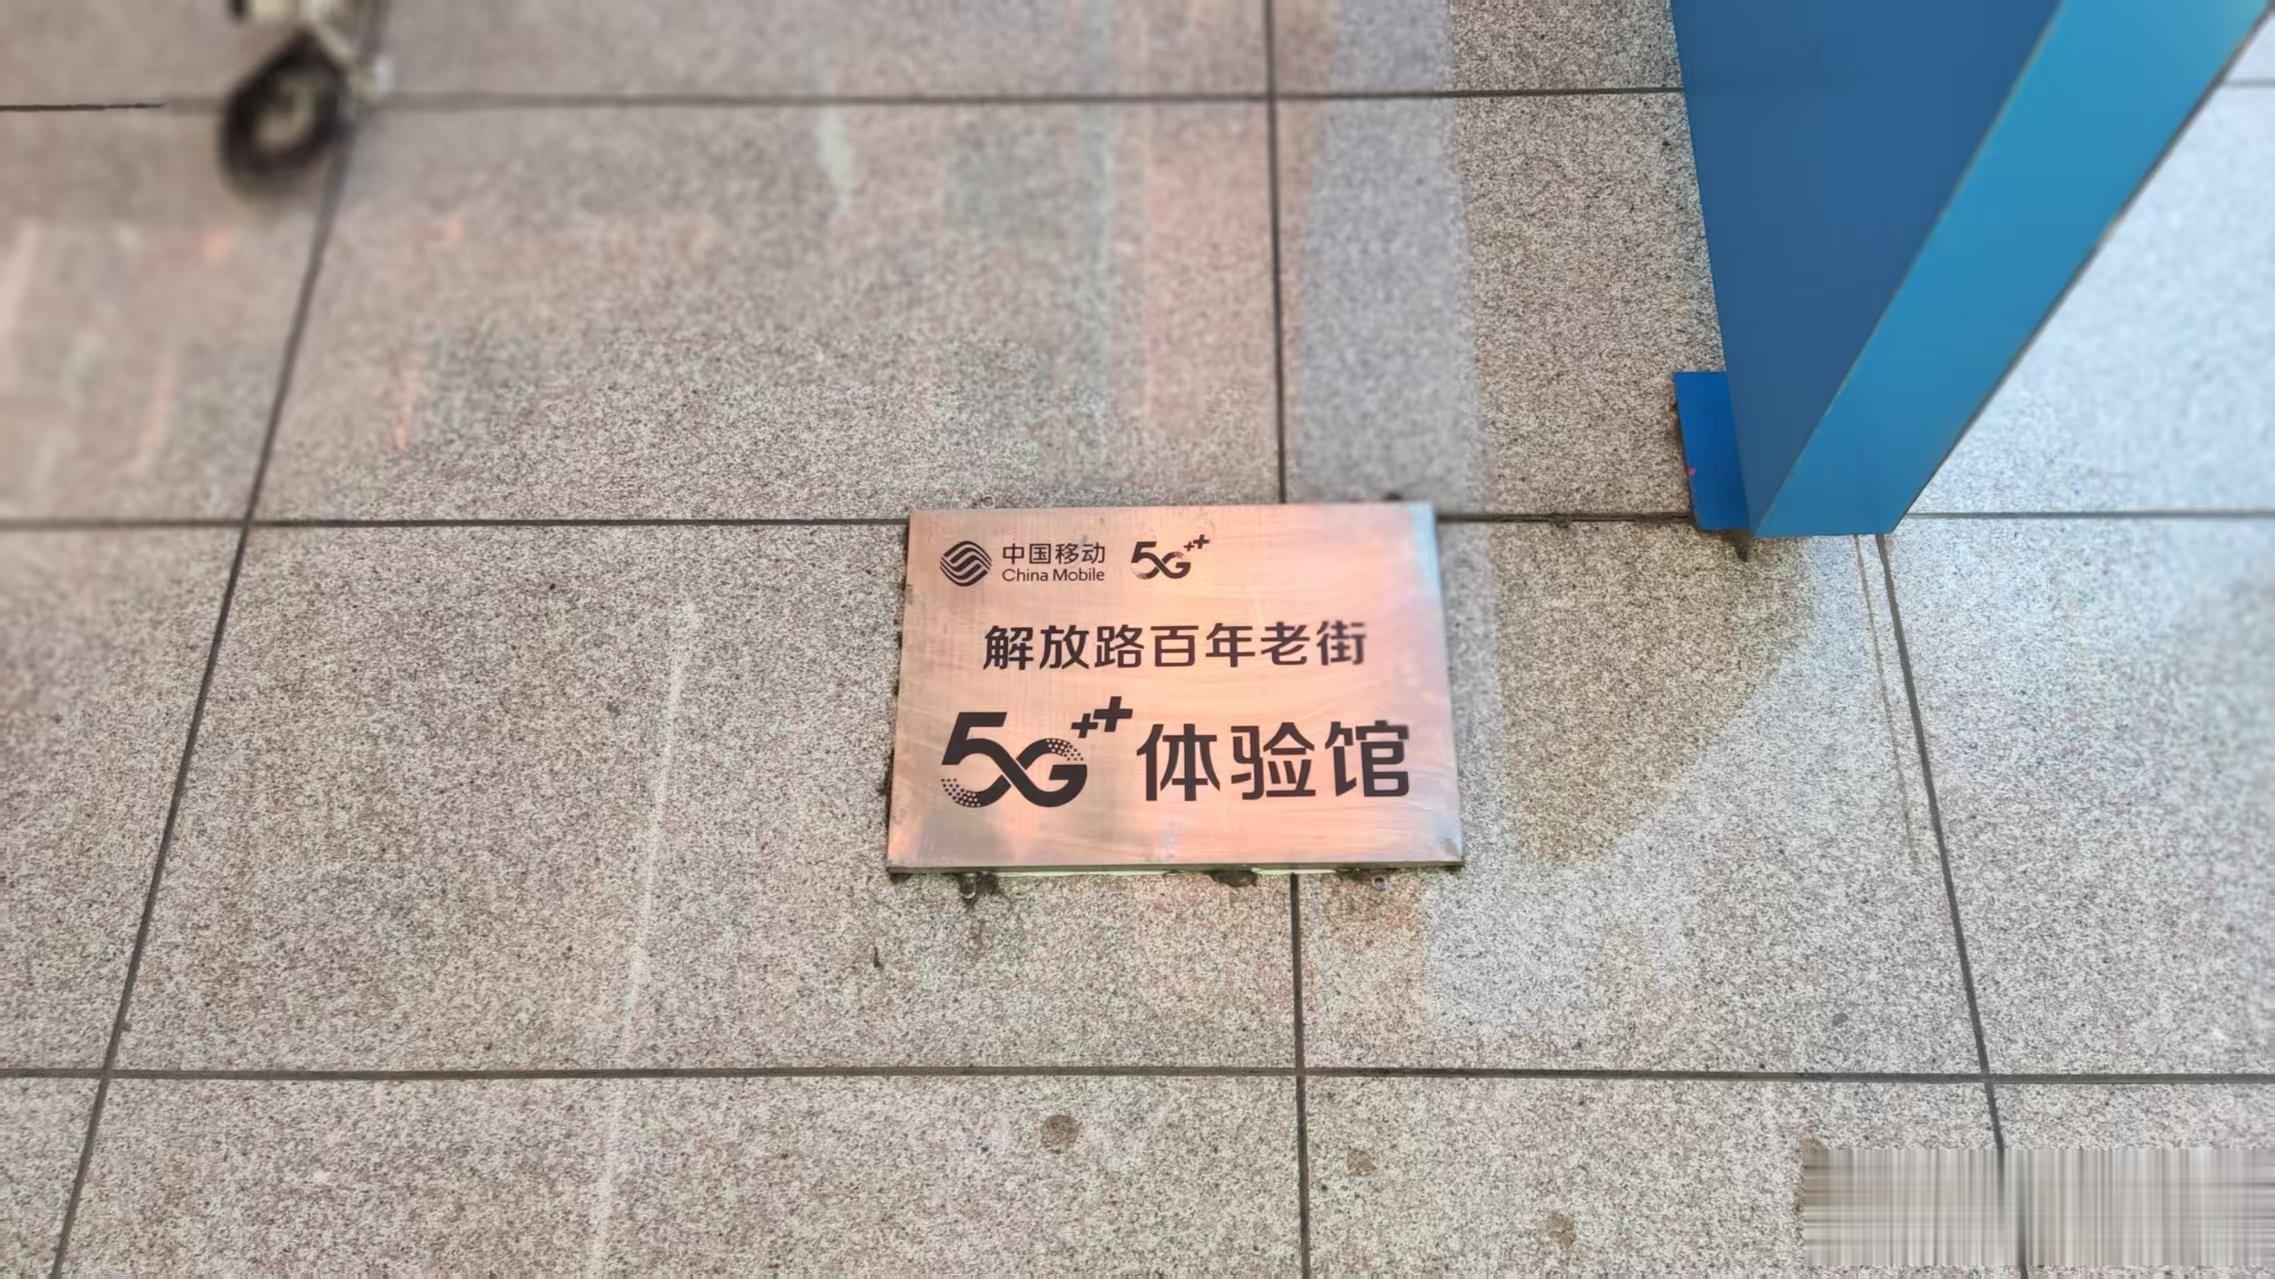 中国移动 5G++
China Mobile
解放路百年老街
5G++体验馆